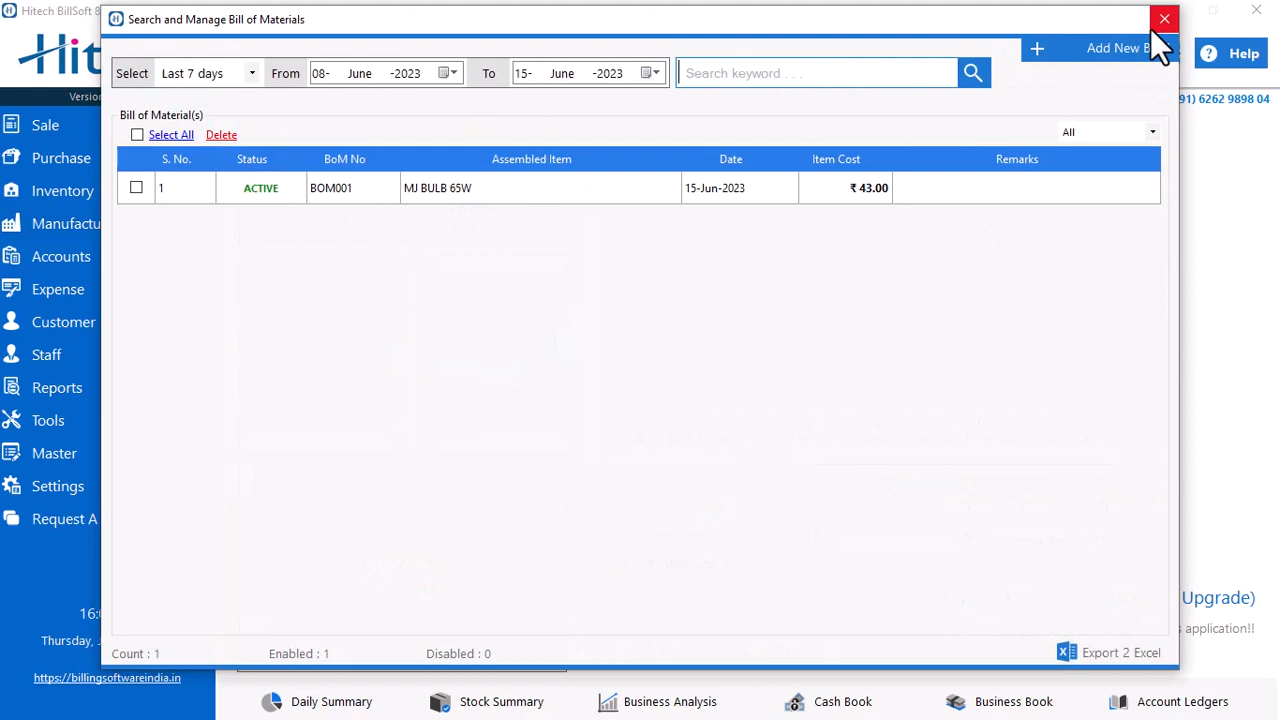 Hitech BillSoft 8
Search and Manage Bill of Materials
Hitec
Help
Version
91) 6262 9898 04
Add New B
Select Last 7 days From 08- June -2023 To 15- June -2023 Search keyword . . .
Bill of Material(s)
Select All Delete All
S. No. Status BoM No Assembled Item Date Item Cost Remarks
1 ACTIVE BOM001 MJ BULB 65W 15-Jun-2023 ₹ 43.00
Sale
Purchase
Inventory
Manufactu
Accounts
Expense
Customer
Staff
Reports
Tools
Master
Settings
Request A
Upgrade)
s application!!
16:0
Thursday, J
https://billingsoftwareindia.in
Count : 1 Enabled : 1 Disabled : 0 Export 2 Excel
Daily Summary Stock Summary Business Analysis Cash Book Business Book Account Ledgers